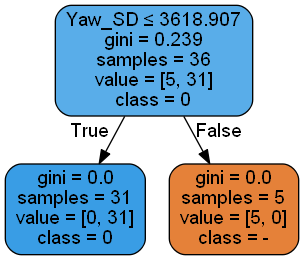 Yaw_SD ≤ 3618.907
gini = 0.239
samples = 36
value = [5, 31]
class = 0
True
False
gini = 0.0
samples = 31
value = [0, 31]
class = 0
gini = 0.0
samples = 5
value = [5, 0]
class = -